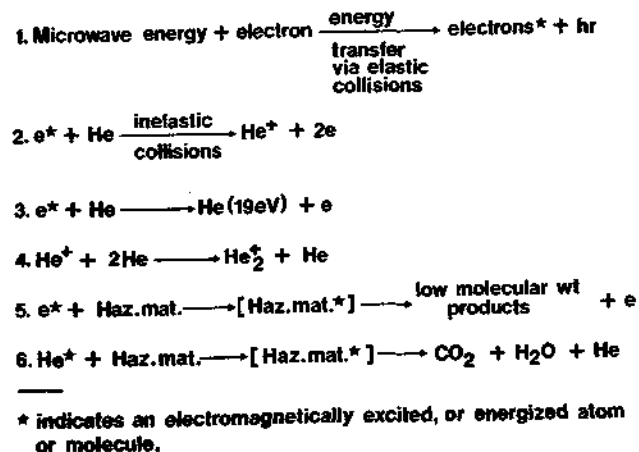 energy
1. Microwave energy + electron ⟶ electrons* + hr
transfer
via elastic
collisions
inelastic
2. e* + He ⟶ He⁺ + 2e
collisions
3. e* + He ⟶ He (19eV) + e
4. He⁺ + 2He ⟶ He₂⁺ + He
low molecular wt
5. e* + Haz.mat. ⟶ [Haz.mat.*] ⟶ + e
products
6. He* + Haz.mat. ⟶ [Haz.mat.*] ⟶ CO₂ + H₂O + He
* indicates an electromagnetically excited, or energized atom
or molecule.